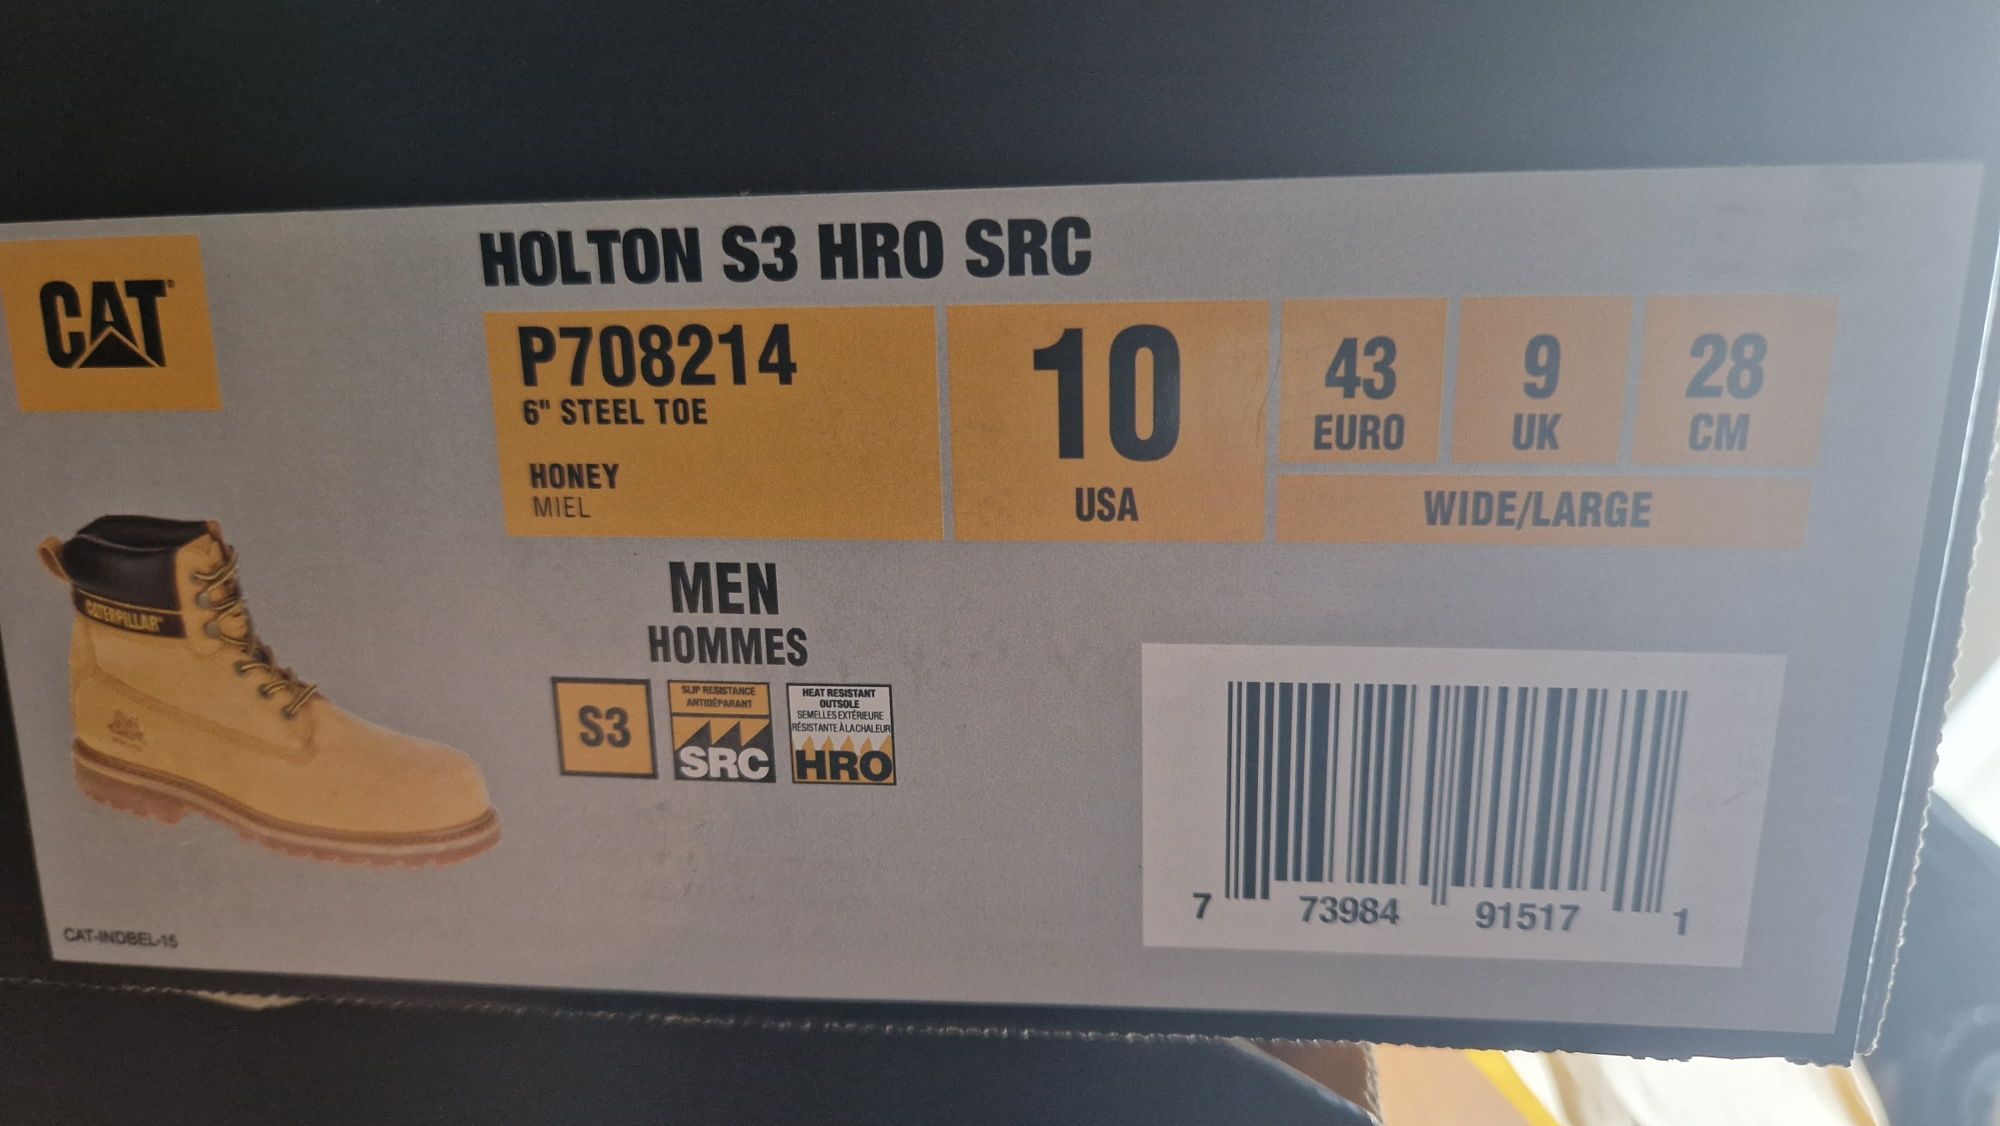 HOLTON S3 HRO SRC
CAT®
P708214
6" STEEL TOE
HONEY
MIEL
10
USA
43
EURO
9
UK
28
CM
WIDE/LARGE
MEN
HOMMES
S3
SLIP RESISTANCE
ANTIDÉPARANT
SRC
HEAT RESISTANT
OUTSOLE
SEMELLES EXTÉRIEURE
RÉSISTANTE À LA CHALEUR
HRO
CATERPILLAR®
CAT-INDBEL-15
7 73984 91517 1